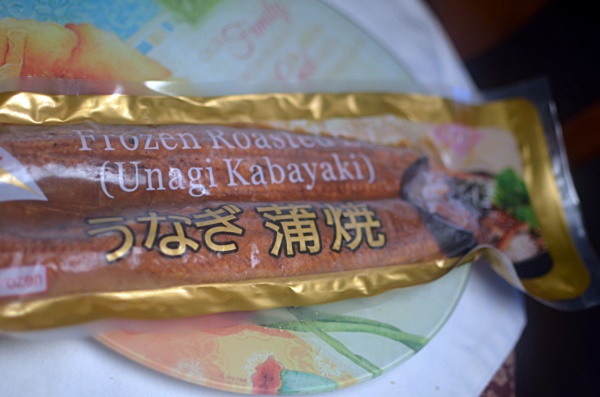 Frozen Roasted
(Unagi Kabayaki)
うなぎ 蒲焼